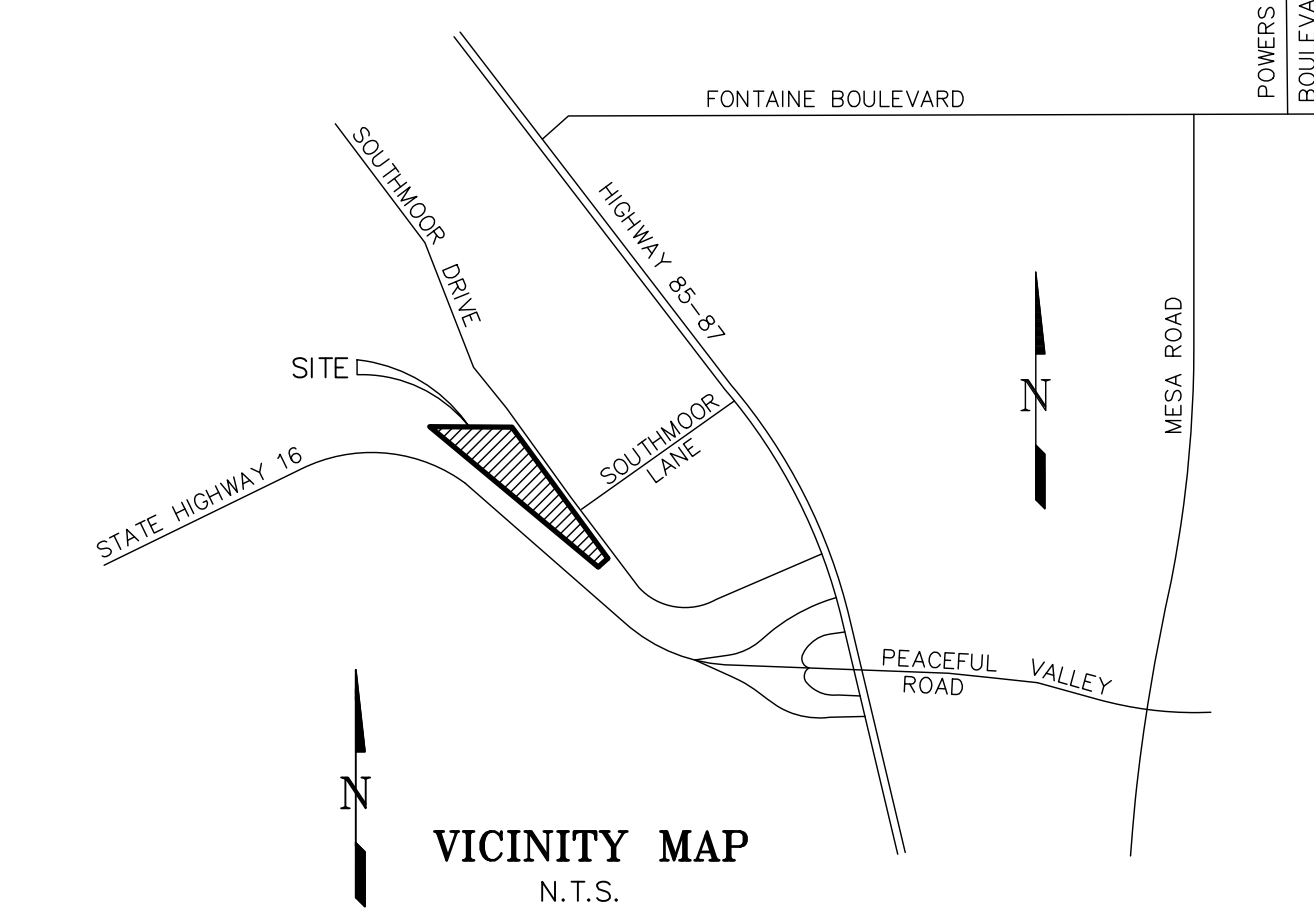 POWERS
BOULEVA
FONTAINE BOULEVARD
SOUTHMOOR DRIVE
HIGHWAY 85-87
SITE
N
MESA ROAD
SOUTHMOOR
LANE
STATE HIGHWAY 16
PEACEFUL VALLEY
ROAD
N
VICINITY MAP
N.T.S.